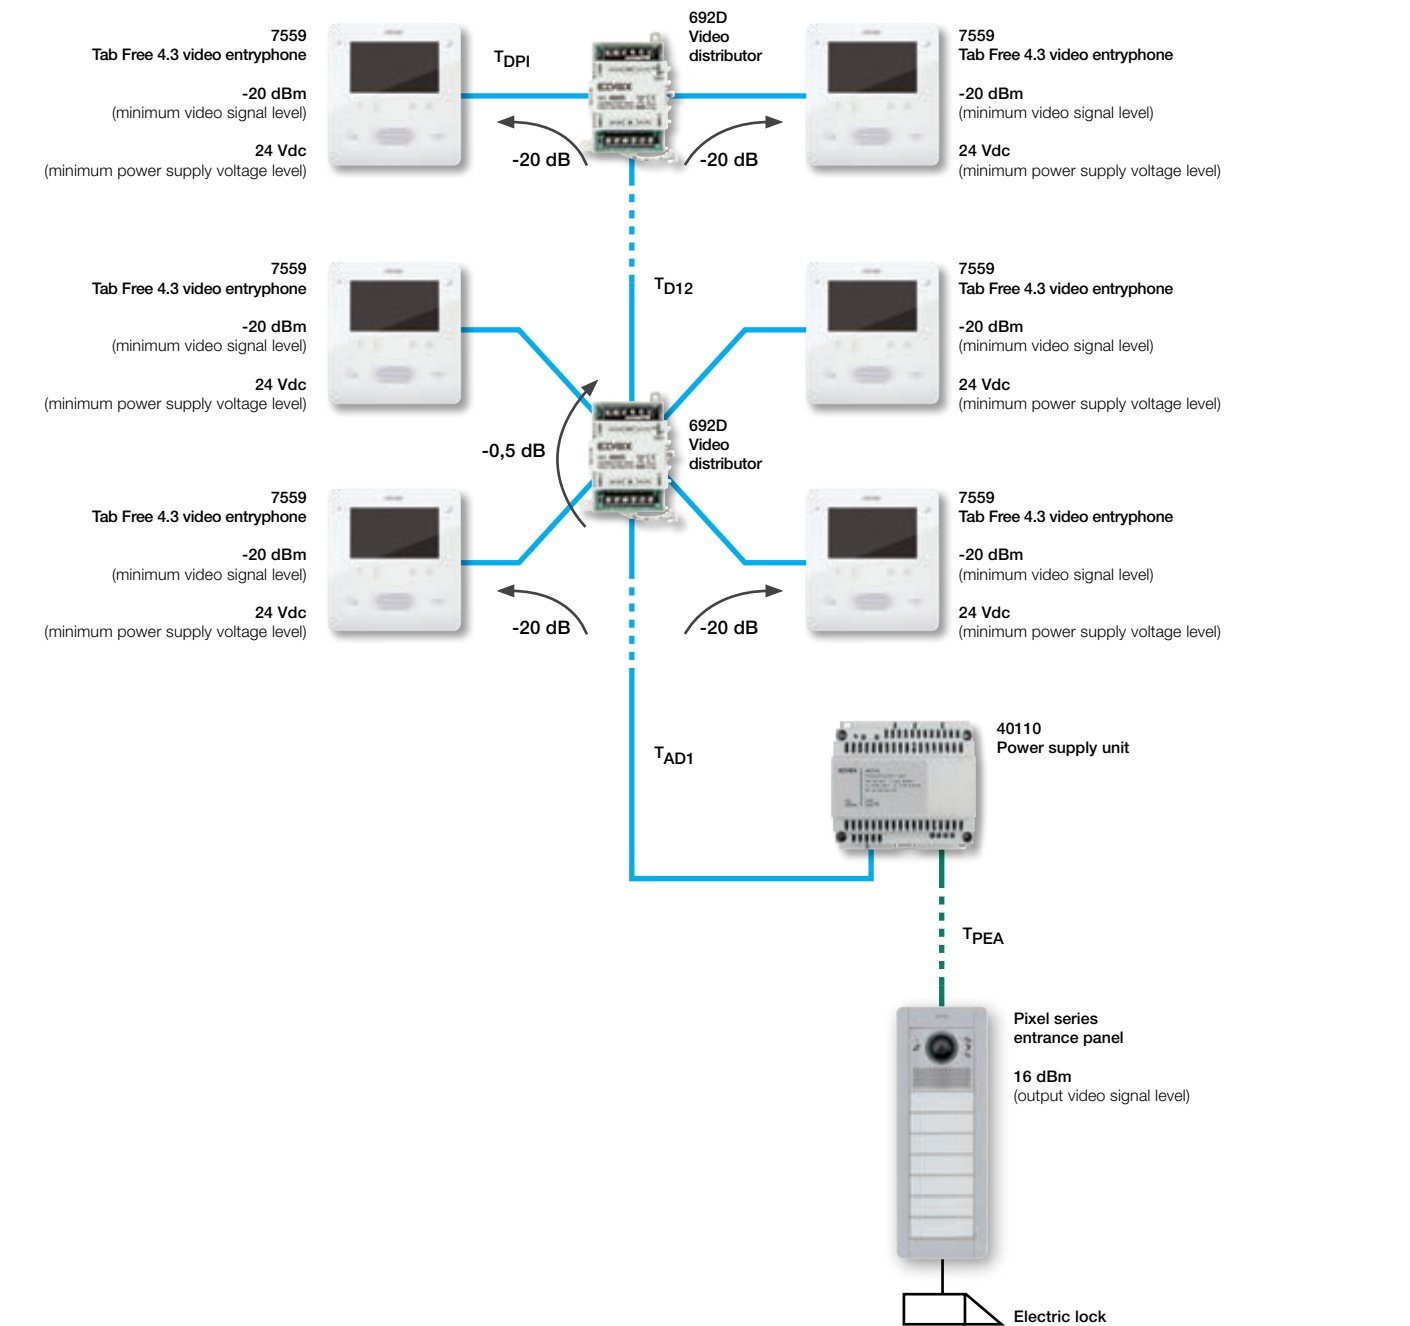 7559
Tab Free 4.3 video entryphone
-20 dBm
(minimum video signal level)
24 Vdc
(minimum power supply voltage level)
T DPI
692D
Video
distributor
7559
Tab Free 4.3 video entryphone
-20 dBm
(minimum video signal level)
24 Vdc
(minimum power supply voltage level)
-20 dB
-20 dB
7559
Tab Free 4.3 video entryphone
-20 dBm
(minimum video signal level)
24 Vdc
(minimum power supply voltage level)
T D12
7559
Tab Free 4.3 video entryphone
-20 dBm
(minimum video signal level)
24 Vdc
(minimum power supply voltage level)
-0,5 dB
692D
Video
distributor
7559
Tab Free 4.3 video entryphone
-20 dBm
(minimum video signal level)
24 Vdc
(minimum power supply voltage level)
7559
Tab Free 4.3 video entryphone
-20 dBm
(minimum video signal level)
24 Vdc
(minimum power supply voltage level)
-20 dB
-20 dB
T AD1
40110
Power supply unit
T PEA
Pixel series
entrance panel
16 dBm
(output video signal level)
Electric lock